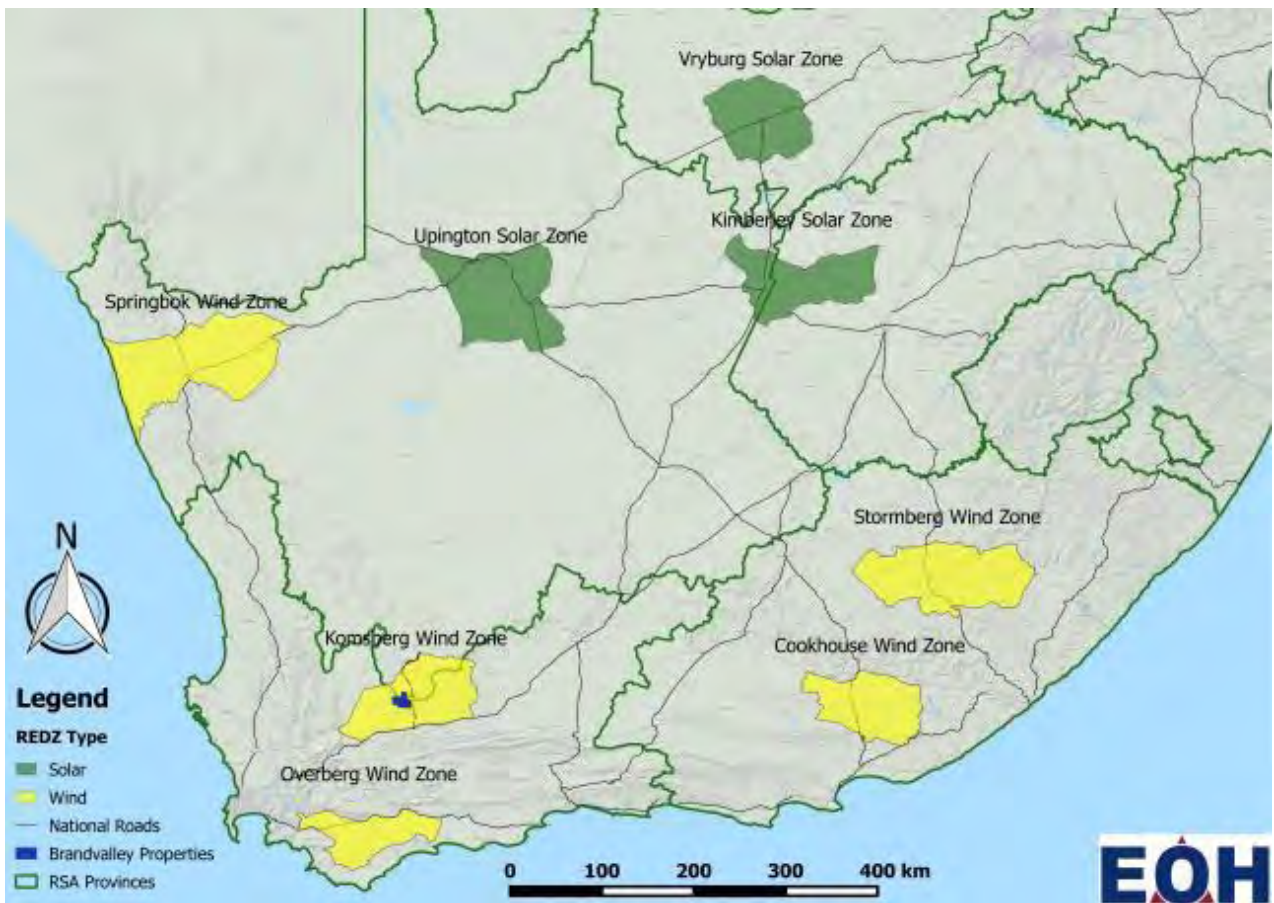 Vryburg Solar Zone
Kimberley Solar Zone
Upington Solar Zone
Springbok Wind Zone
Stormberg Wind Zone
Komsberg Wind Zone
Cookhouse Wind Zone
Overberg Wind Zone
N
Legend
REDZ Type
Solar
Wind
National Roads
Brandvalley Properties
RSA Provinces
0 100 200 300 400 km
EOH